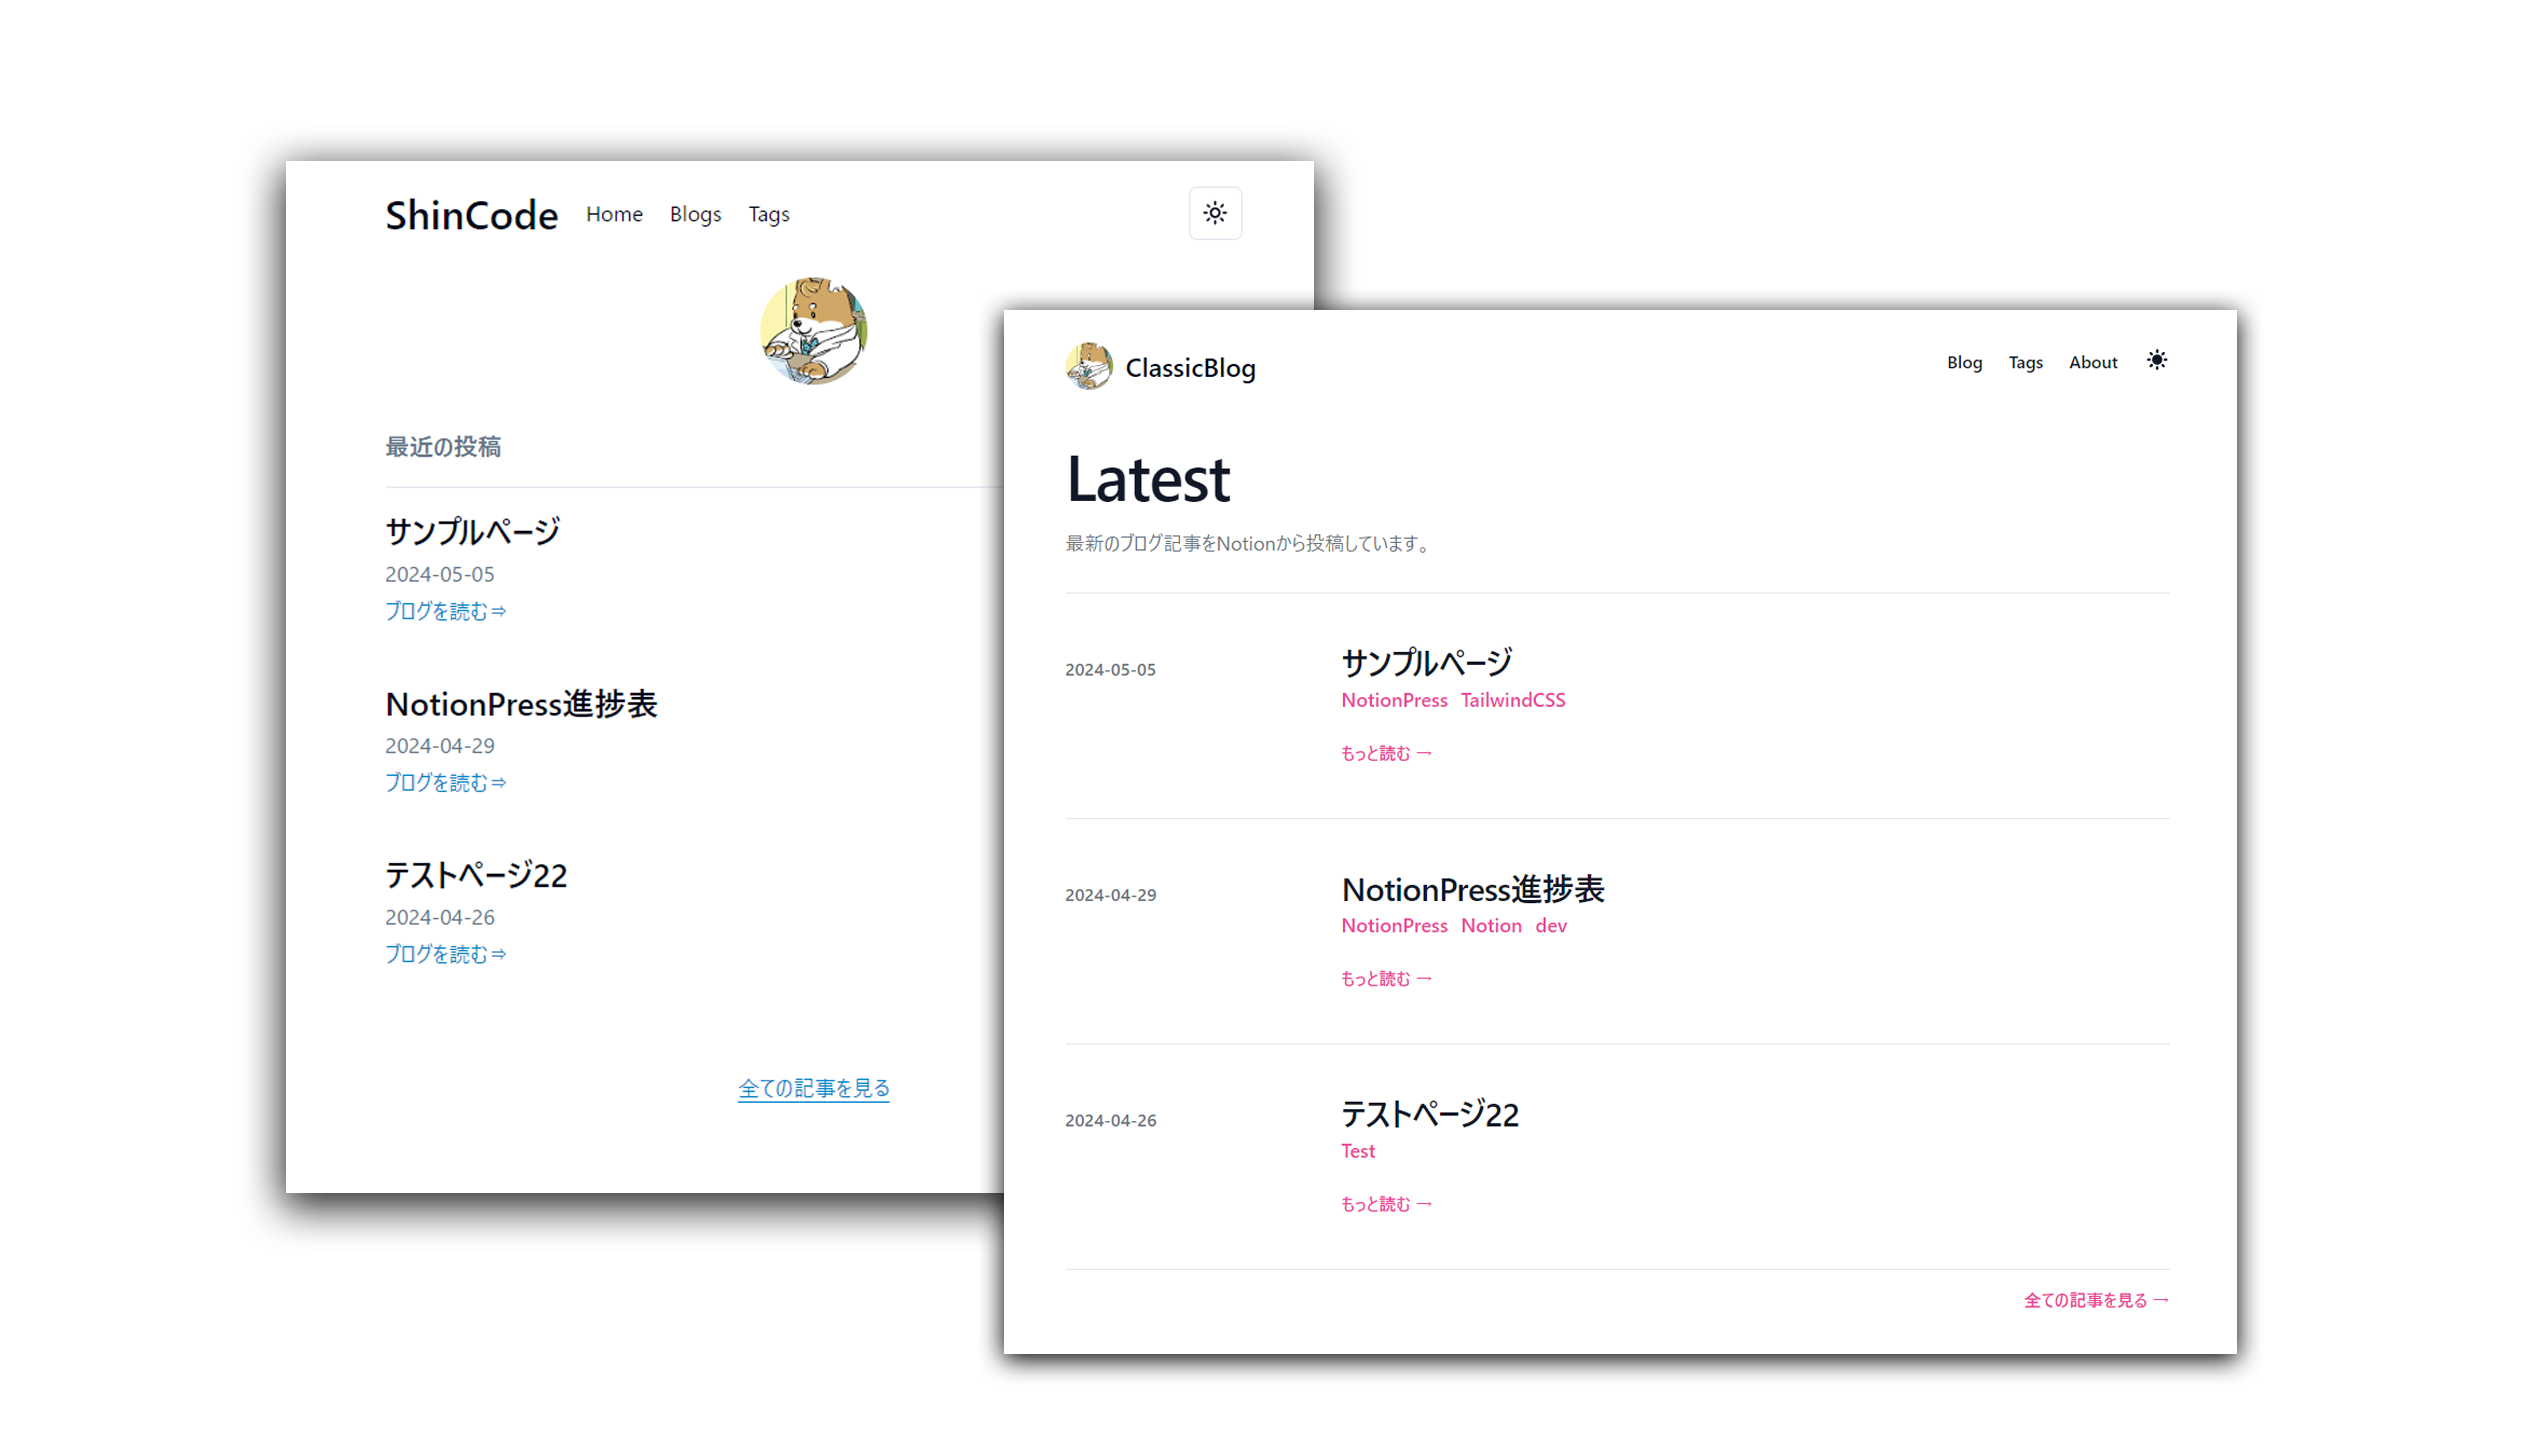 ShinCode Home Blogs Tags
最近の投稿
サンプルページ
2024-05-05
ブログを読む⇒
NotionPress進捗表
2024-04-29
ブログを読む⇒
テストページ22
2024-04-26
ブログを読む⇒
全ての記事を見る
ClassicBlog Blog Tags About
Latest
最新のブログ記事をNotionから投稿しています。
2024-05-05 サンプルページ
NotionPress TailwindCSS
もっと読む →
2024-04-29 NotionPress進捗表
NotionPress Notion dev
もっと読む →
2024-04-26 テストページ22
Test
もっと読む →
全ての記事を見る →